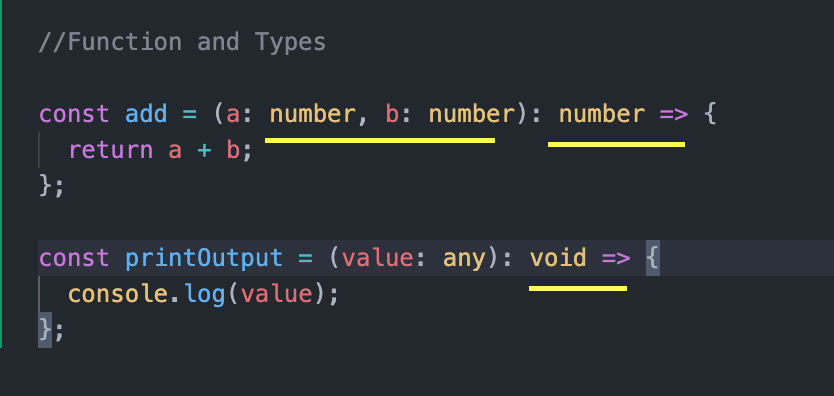 //Function and Types
const add = (a: number, b: number): number => {
  return a + b;
};
const printOutput = (value: any): void => {
  console.log(value);
};